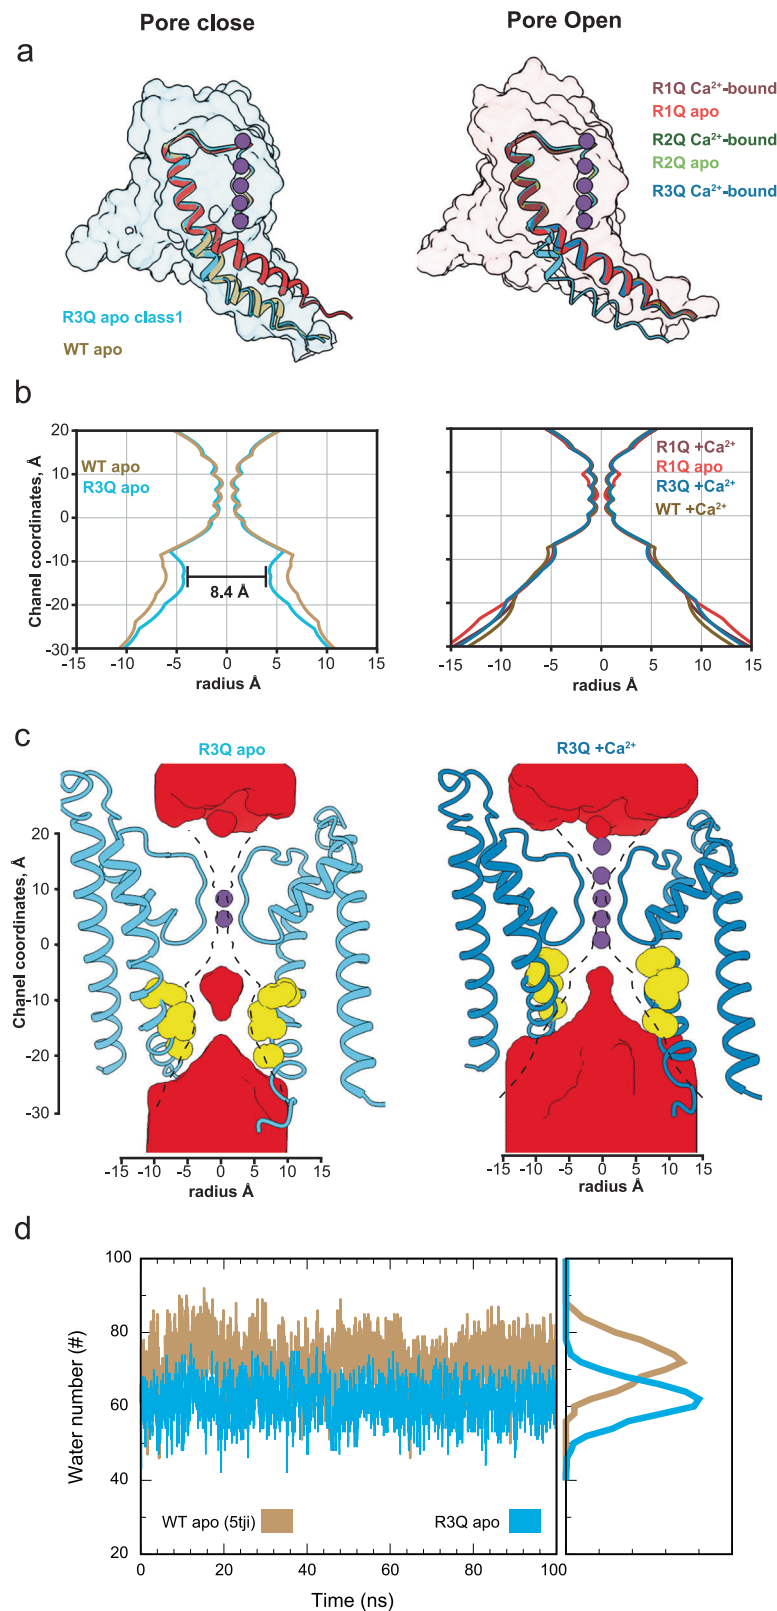 Pore close
Pore Open
a
R1Q Ca²⁺-bound
R1Q apo
R2Q Ca²⁺-bound
R2Q apo
R3Q Ca²⁺-bound
R3Q apo class1
WT apo
b
20
10
0
-10
-20
-30
Chanel coordinates, Å
WT apo
R3Q apo
8.4 Å
-15 -10 -5 0 5 10 15
radius Å
R1Q +Ca²⁺
R1Q apo
R3Q +Ca²⁺
WT +Ca²⁺
-15 -10 -5 0 5 10 15
radius Å
c
R3Q apo
R3Q +Ca²⁺
20
10
0
-10
-20
-30
Chanel coordinates, Å
-15 -10 -5 0 5 10 15
radius Å
-15 -10 -5 0 5 10 15
radius Å
d
100
80
60
40
20
Water number (#)
WT apo (5tji)
R3Q apo
0 20 40 60 80 100
Time (ns)